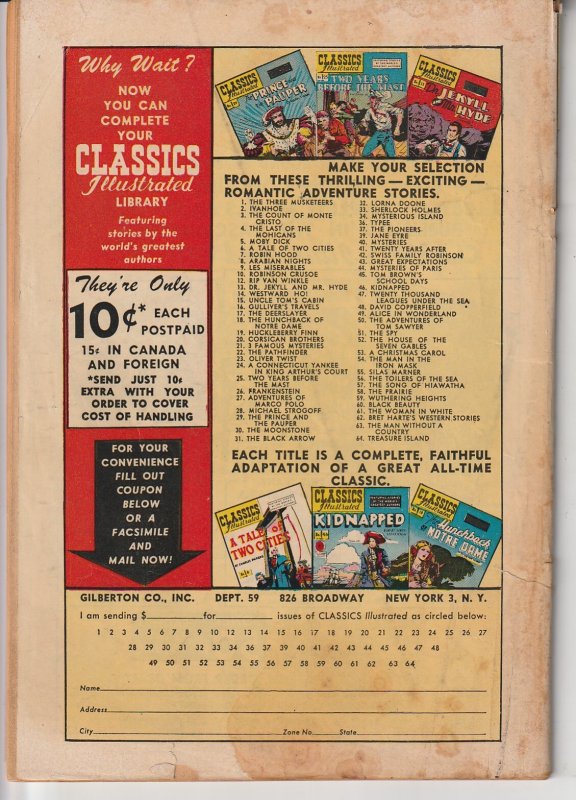 Why Wait?
NOW
YOU CAN
COMPLETE
YOUR
CLASSICS
Illustrated
LIBRARY
Featuring
stories by the
world's greatest
authors
They're Only
10¢* EACH
POSTPAID
15¢ IN CANADA
AND FOREIGN
*SEND JUST 10¢
EXTRA WITH YOUR
ORDER TO COVER
COST OF HANDLING
FOR YOUR
CONVENIENCE
FILL OUT
COUPON
BELOW
OR A
FACSIMILE
AND
MAIL NOW!
CLASSICS
Illustrated
The PRINCE
and the
PAUPER
CLASSICS
Illustrated
TWO YEARS
BEFORE THE MAST
CLASSICS
Illustrated
Dr. JEKYLL
and Mr. HYDE
MAKE YOUR SELECTION
FROM THESE THRILLING — EXCITING —
ROMANTIC ADVENTURE STORIES.
1. THE THREE MUSKETEERS
2. IVANHOE
3. THE COUNT OF MONTE
CRISTO
4. THE LAST OF THE
MOHICANS
5. MOBY DICK
6. A TALE OF TWO CITIES
7. ROBIN HOOD
8. ARABIAN NIGHTS
9. LES MISERABLES
10. ROBINSON CRUSOE
12. RIP VAN WINKLE
13. DR. JEKYLL AND MR. HYDE
14. WESTWARD HO!
15. UNCLE TOM'S CABIN
16. GULLIVER'S TRAVELS
17. THE DEERSLAYER
18. THE HUNCHBACK OF
NOTRE DAME
19. HUCKLEBERRY FINN
20. CORSICAN BROTHERS
21. 3 FAMOUS MYSTERIES
22. THE PATHFINDER
23. OLIVER TWIST
24. A CONNECTICUT YANKEE
IN KING ARTHUR'S COURT
25. TWO YEARS BEFORE
THE MAST
26. FRANKENSTEIN
27. ADVENTURES OF
MARCO POLO
28. MICHAEL STROGOFF
29. THE PRINCE AND
THE PAUPER
30. THE MOONSTONE
31. THE BLACK ARROW
32. LORNA DOONE
33. SHERLOCK HOLMES
34. MYSTERIOUS ISLAND
36. TYPEE
37. THE PIONEERS
39. JANE EYRE
40. MYSTERIES
41. TWENTY YEARS AFTER
42. SWISS FAMILY ROBINSON
43. GREAT EXPECTATIONS
44. MYSTERIES OF PARIS
45. TOM BROWN'S
SCHOOL DAYS
46. KIDNAPPED
47. TWENTY THOUSAND
LEAGUES UNDER THE SEA
48. DAVID COPPERFIELD
49. ALICE IN WONDERLAND
50. THE ADVENTURES OF
TOM SAWYER
51. THE SPY
52. THE HOUSE OF THE
SEVEN GABLES
53. A CHRISTMAS CAROL
54. THE MAN IN THE
IRON MASK
55. SILAS MARNER
56. THE TOILERS OF THE SEA
57. THE SONG OF HIAWATHA
58. THE PRAIRIE
59. WUTHERING HEIGHTS
60. BLACK BEAUTY
61. THE WOMAN IN WHITE
62. BRET HARTE'S WESTERN STORIES
63. THE MAN WITHOUT A
COUNTRY
64. TREASURE ISLAND
EACH TITLE IS A COMPLETE, FAITHFUL
ADAPTATION OF A GREAT ALL-TIME
CLASSIC.
CLASSICS
Illustrated
A TALE OF
TWO CITIES
CLASSICS
Illustrated
KIDNAPPED
CLASSICS
Illustrated
Hunchback
of NOTRE DAME
GILBERTON CO., INC. DEPT. 59 826 BROADWAY NEW YORK 3, N. Y.
I am sending $ for issues of CLASSICS Illustrated as circled below:
1 2 3 4 5 6 7 8 9 10 12 13 14 15 16 17 18 19 20 21 22 23 24 25 26 27
28 29 30 31 32 33 34 36 37 39 40 41 42 43 44 45 46 47 48
49 50 51 52 53 54 55 56 57 58 59 60 61 62 63 64
Name
Address
City Zone No. State